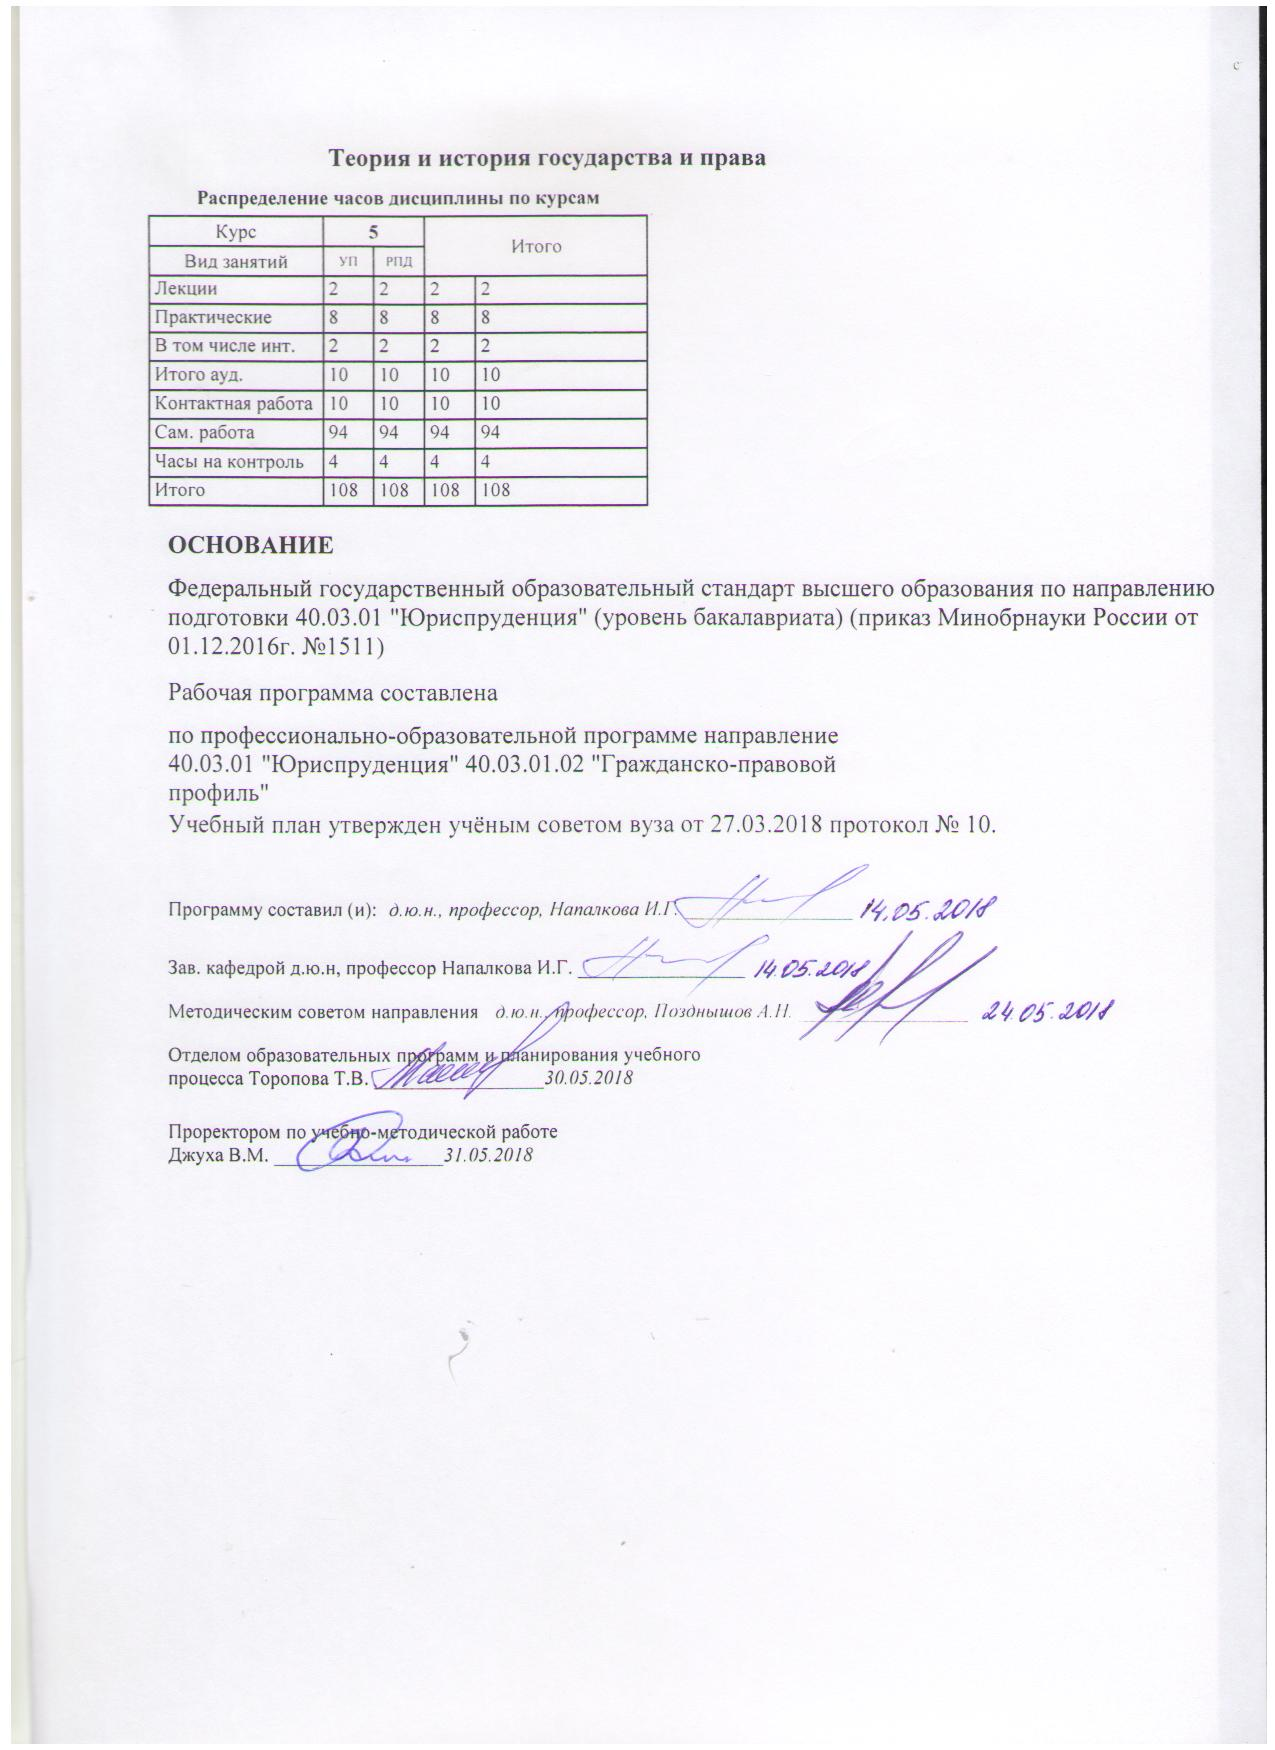 с
Теория и история государства и права
Распределение часов дисциплины по курсам
Курс 5 Итого
Вид занятий УП РПД
Лекции 2 2 2 2
Практические 8 8 8 8
В том числе инт. 2 2 2 2
Итого ауд. 10 10 10 10
Контактная работа 10 10 10 10
Сам. работа 94 94 94 94
Часы на контроль 4 4 4 4
Итого 108 108 108 108
ОСНОВАНИЕ
Федеральный государственный образовательный стандарт высшего образования по направлению
подготовки 40.03.01 "Юриспруденция" (уровень бакалавриата) (приказ Минобрнауки России от
01.12.2016г. №1511)
Рабочая программа составлена
по профессионально-образовательной программе направление
40.03.01 "Юриспруденция" 40.03.01.02 "Гражданско-правовой
профиль"
Учебный план утвержден учёным советом вуза от 27.03.2018 протокол № 10.
Программу составил (и): д.ю.н., профессор, Напалкова И.Г. 14.05.2018
Зав. кафедрой д.ю.н, профессор Напалкова И.Г. 14.05.2018
Методическим советом направления д.ю.н., профессор, Позднышов А.Н. 24.05.2018
Отделом образовательных программ и планирования учебного
процесса Торопова Т.В. 30.05.2018
Проректором по учебно-методической работе
Джуха В.М. 31.05.2018